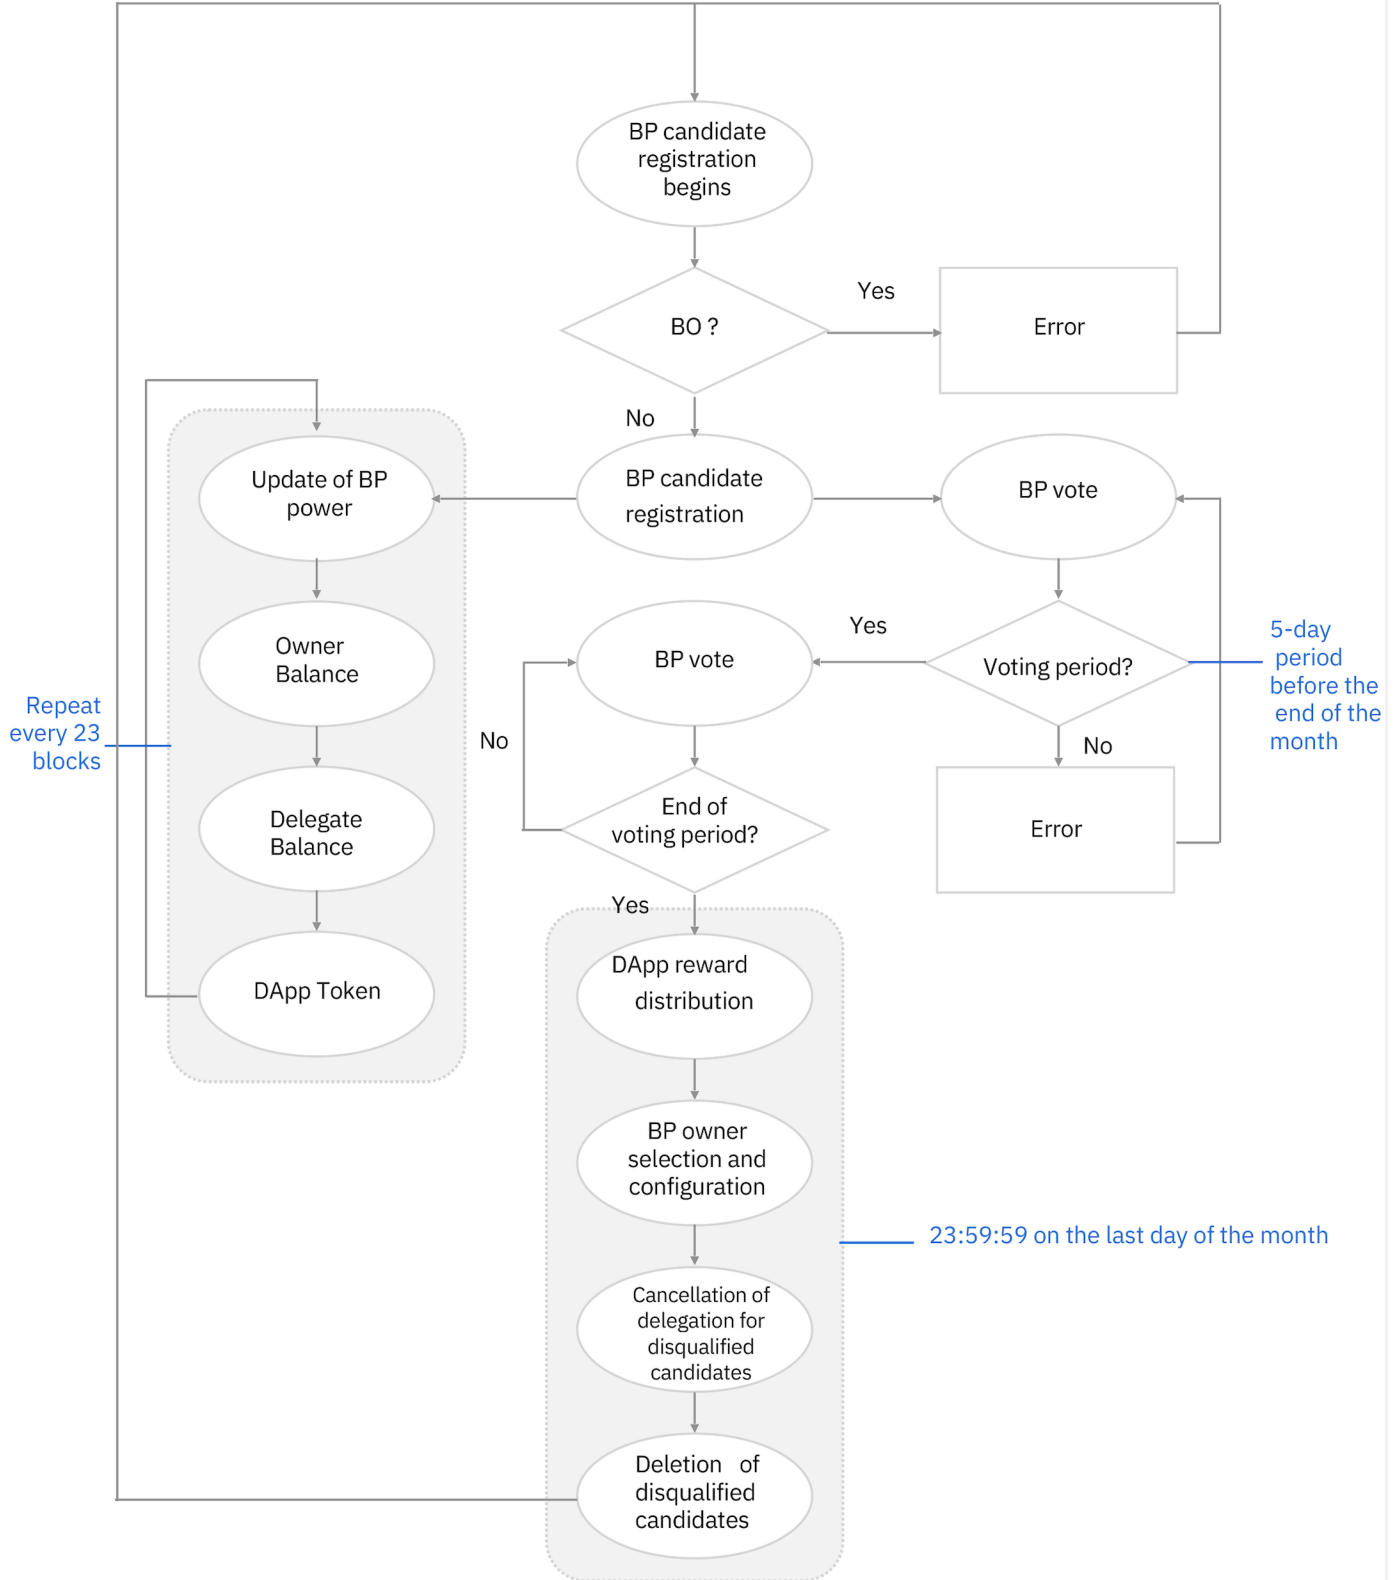 BP candidate
registration
begins
Yes
BO ?
Error
No
Update of BP
power
BP candidate
registration
BP vote
Owner
Balance
BP vote
Yes
Voting period?
5-day
period
before the
end of the
month
Repeat
every 23
blocks
No
No
Delegate
Balance
End of
voting period?
Error
Yes
DApp Token
DApp reward
distribution
BP owner
selection and
configuration
23:59:59 on the last day of the month
Cancellation of
delegation for
disqualified
candidates
Deletion of
disqualified
candidates